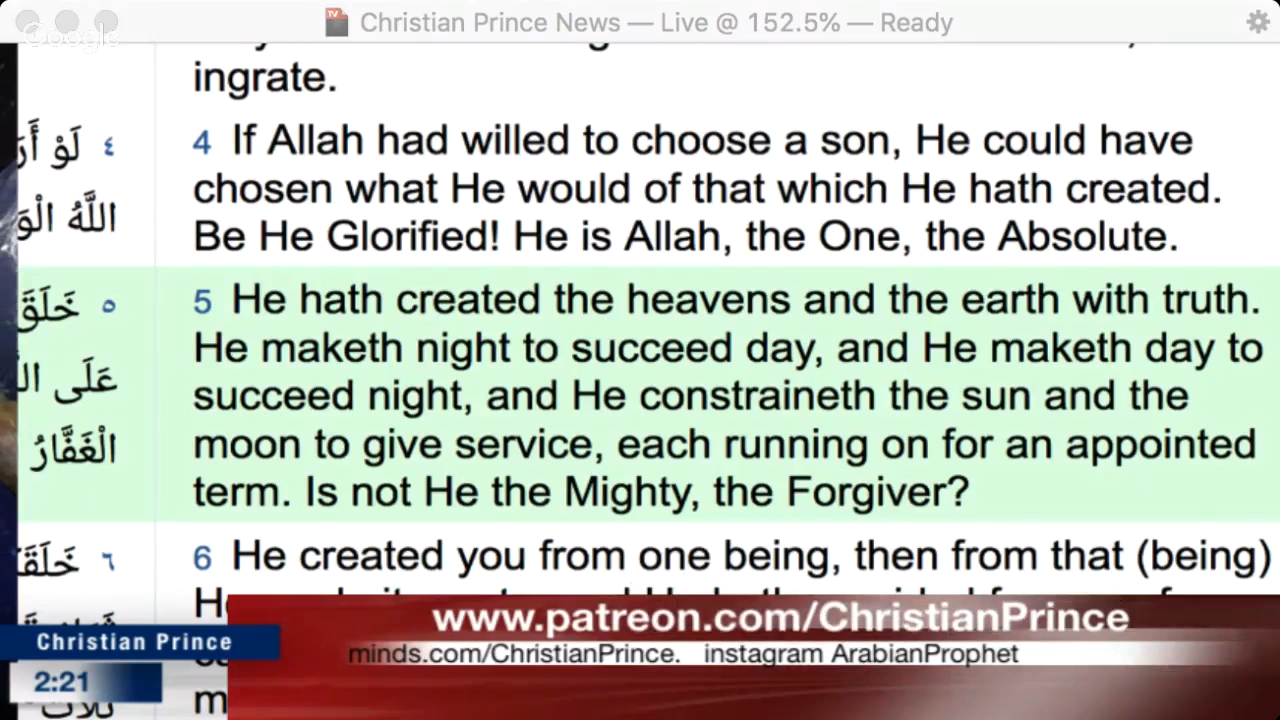 Christian Prince News — Live @ 152.5% — Ready
Google
ingrate.
4 If Allah had willed to choose a son, He could have
chosen what He would of that which He hath created.
Be He Glorified! He is Allah, the One, the Absolute.
٤ لَوْ أَرَ
اللَّهُ الْوَ
5 He hath created the heavens and the earth with truth.
He maketh night to succeed day, and He maketh day to
succeed night, and He constraineth the sun and the
moon to give service, each running on for an appointed
term. Is not He the Mighty, the Forgiver?
٥ خَلَقَ
عَلَى ال
الْغَفَّارُ
6 He created you from one being, then from that (being)
٦ خَلَقَ
www.patreon.com/ChristianPrince
minds.com/ChristianPrince. instagram ArabianProphet
Christian Prince
2:21